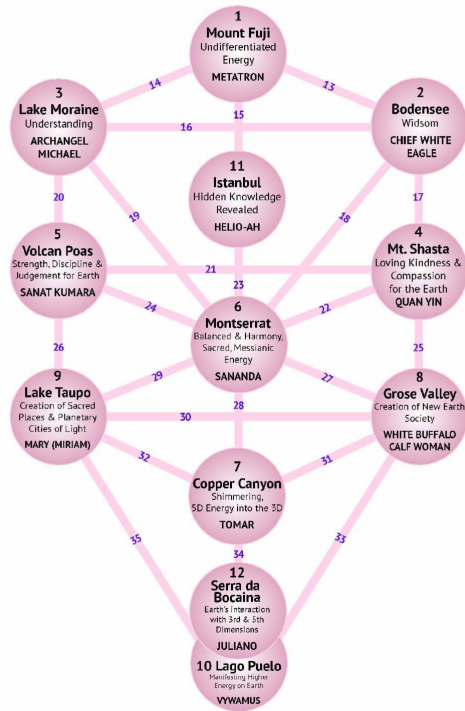 1
Mount Fuji
Undifferentiated
Energy
METATRON
14
13
3
Lake Moraine
Understanding
ARCHANGEL
MICHAEL
15
16
2
Bodensee
Widsom
CHIEF WHITE
EAGLE
11
Istanbul
Hidden Knowledge
Revealed
HELIO-AH
20
19
18
17
5
Volcan Poas
Strength, Discipline &
Judgement for Earth
SANAT KUMARA
21
23
4
Mt. Shasta
Loving Kindness &
Compassion
for the Earth
QUAN YIN
24
22
6
Montserrat
Balanced & Harmony,
Sacred, Messianic
Energy
SANANDA
26
25
9
Lake Taupo
Creation of Sacred
Places & Planetary
Cities of Light
MARY (MIRIAM)
29
27
28
30
8
Grose Valley
Creation of New Earth
Society
WHITE BUFFALO
CALF WOMAN
32
31
7
Copper Canyon
Shimmering,
5D Energy into the 3D
TOMAR
35
34
33
12
Serra da
Bocaina
Earth's interaction
with 3rd & 5th
Dimensions
JULIANO
10 Lago Puelo
Manifesting Higher
Energy on Earth
VYWAMUS